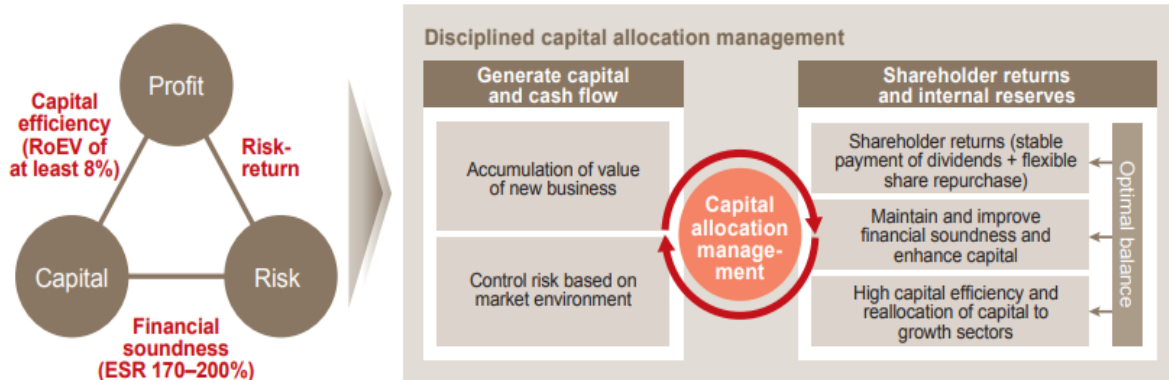 Profit
Capital
efficiency
(RoEV of
at least 8%)
Risk-
return
Capital
Risk
Financial
soundness
(ESR 170–200%)
Disciplined capital allocation management
Generate capital
and cash flow
Accumulation of value
of new business
Control risk based on
market environment
Capital
allocation
manage-
ment
Shareholder returns
and internal reserves
Shareholder returns (stable
payment of dividends + flexible
share repurchase)
Maintain and improve
financial soundness and
enhance capital
High capital efficiency and
reallocation of capital to
growth sectors
Optimal balance